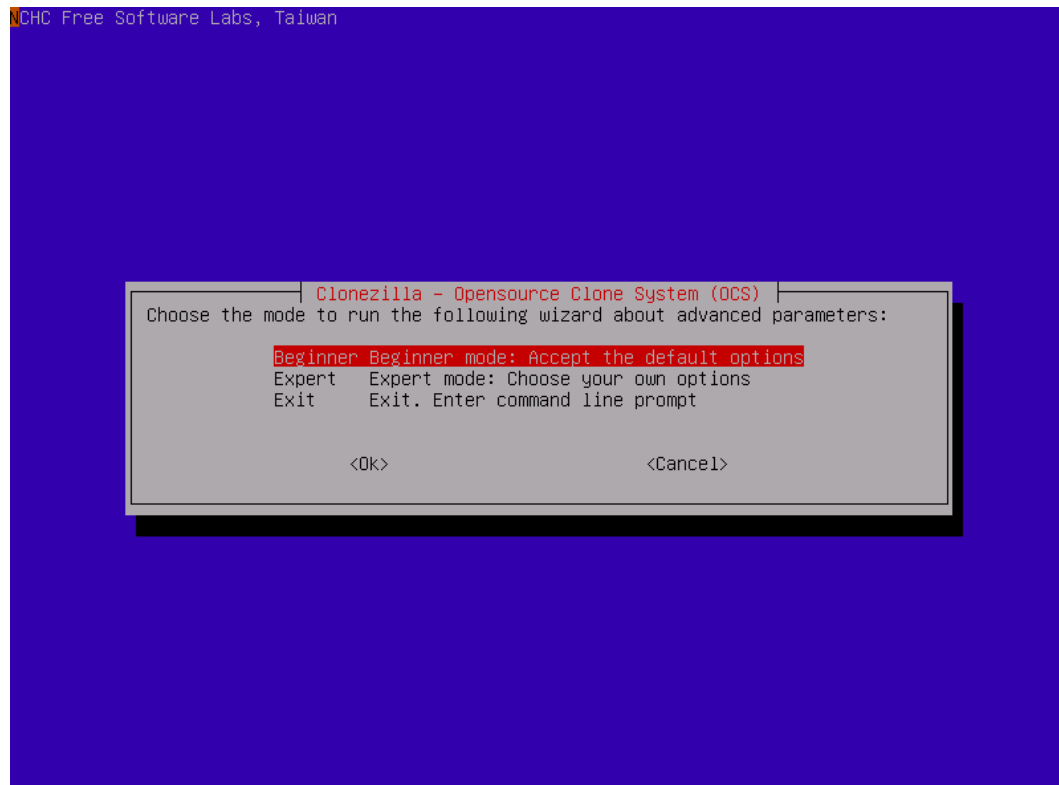 NCHC Free Software Labs, Taiwan
Clonezilla - Opensource Clone System (OCS)
Choose the mode to run the following wizard about advanced parameters:
Beginner Beginner mode: Accept the default options
Expert Expert mode: Choose your own options
Exit Exit. Enter command line prompt
<Ok> <Cancel>